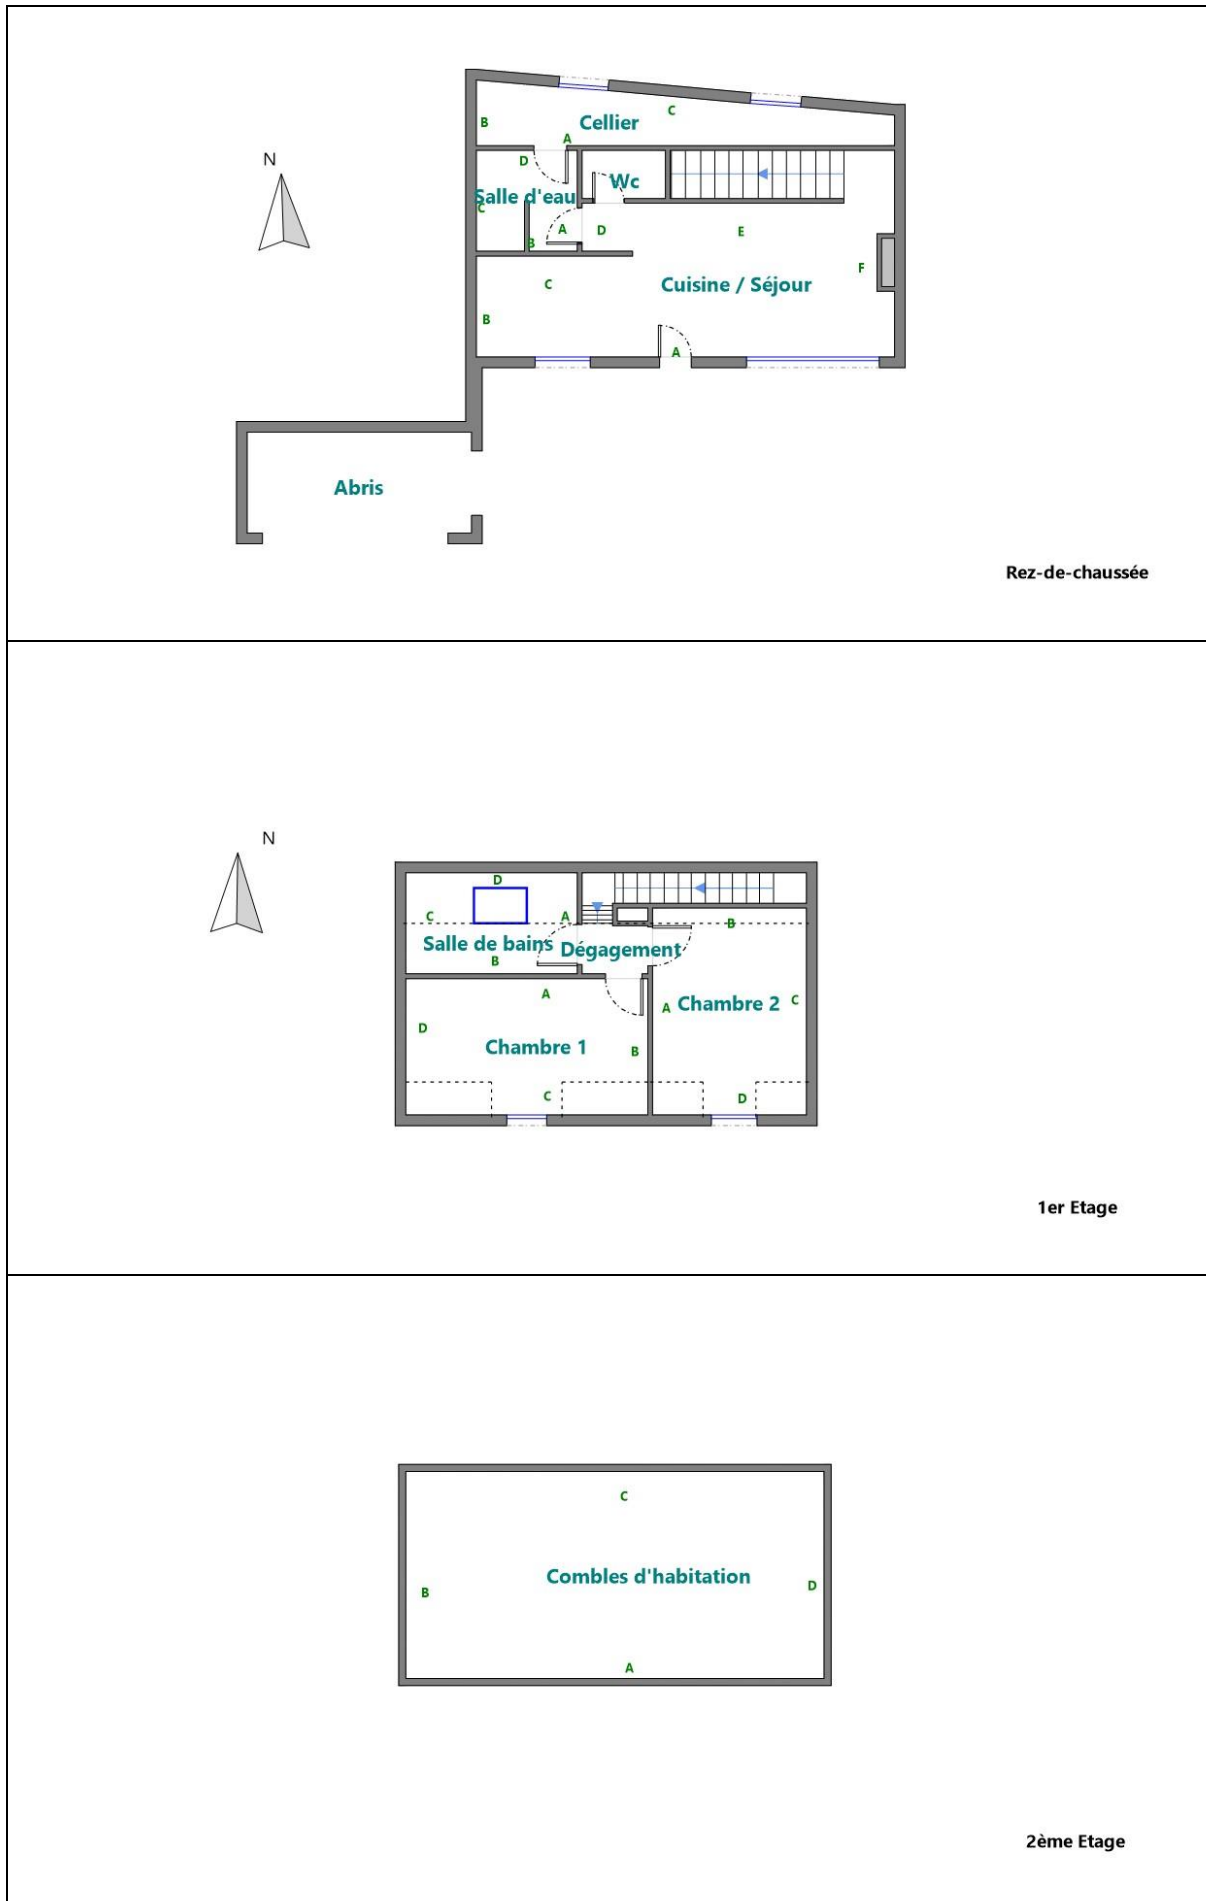 C
Cellier
B
A
D
N
Wc
Salle d'eau
C
A
D
E
B
F
C
Cuisine / Séjour
B
A
Abris
Rez-de-chaussée
N
D
C
A
B
Salle de bains
Dégagement
B
A
D
A
Chambre 2
C
Chambre 1
B
C
D
1er Etage
C
Combles d'habitation
B
D
A
2ème Etage